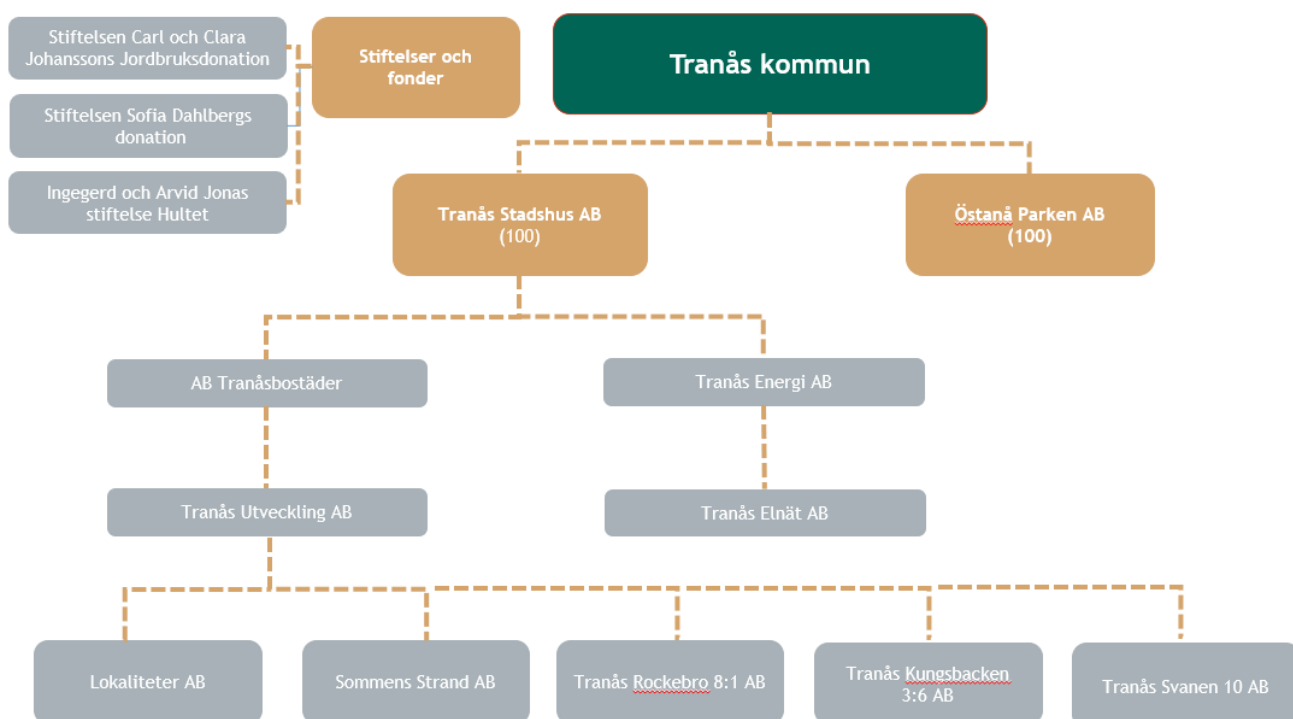 Stiftelsen Carl och Clara
Johanssons Jordbruksdonation
Stiftelsen Sofia Dahlbergs
donation
Ingegerd och Arvid Jonas
stiftelse Hultet
Stiftelser och
fonder
Tranås kommun
Tranås Stadshus AB
(100)
Östanå Parken AB
(100)
AB Tranåsbostäder
Tranås Energi AB
Tranås Utveckling AB
Tranås Elnät AB
Lokaliteter AB
Sommens Strand AB
Tranås Rockebro 8:1 AB
Tranås Kungsbacken
3:6 AB
Tranås Svanen 10 AB